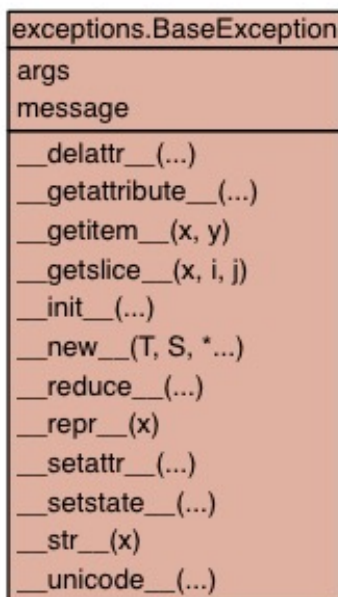 exceptions.BaseException
args
message
__delattr__(...)
__getattribute__(...)
__getitem__(x, y)
__getslice__(x, i, j)
__init__(...)
__new__(T, S, *...)
__reduce__(...)
__repr__(x)
__setattr__(...)
__setstate__(...)
__str__(x)
__unicode__(...)